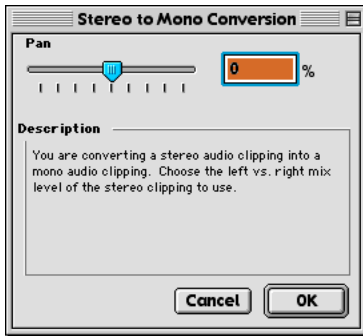 Stereo to Mono Conversion
Pan
0 %
Description
You are converting a stereo audio clipping into a
mono audio clipping. Choose the left vs. right mix
level of the stereo clipping to use.
Cancel OK